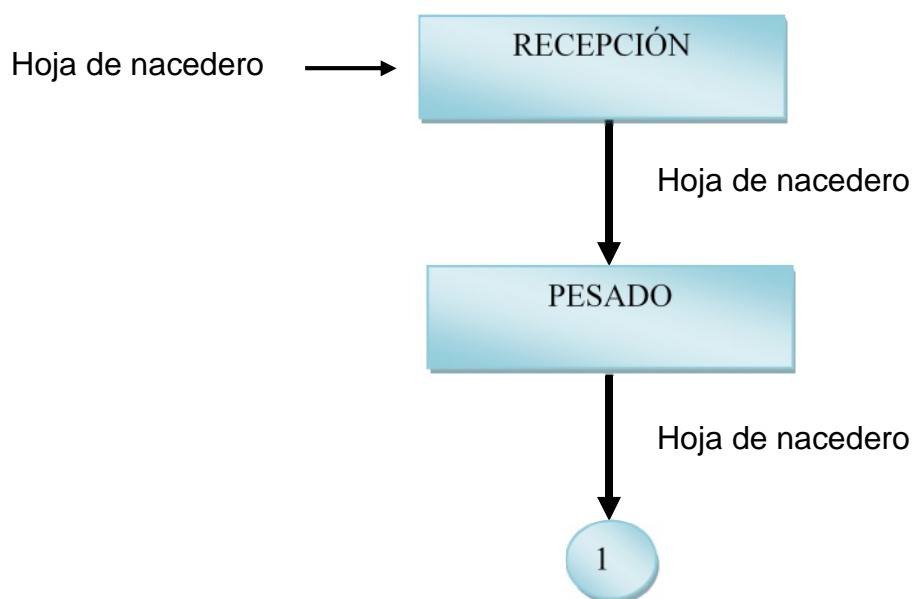 Hoja de nacedero
RECEPCIÓN
Hoja de nacedero
PESADO
Hoja de nacedero
1